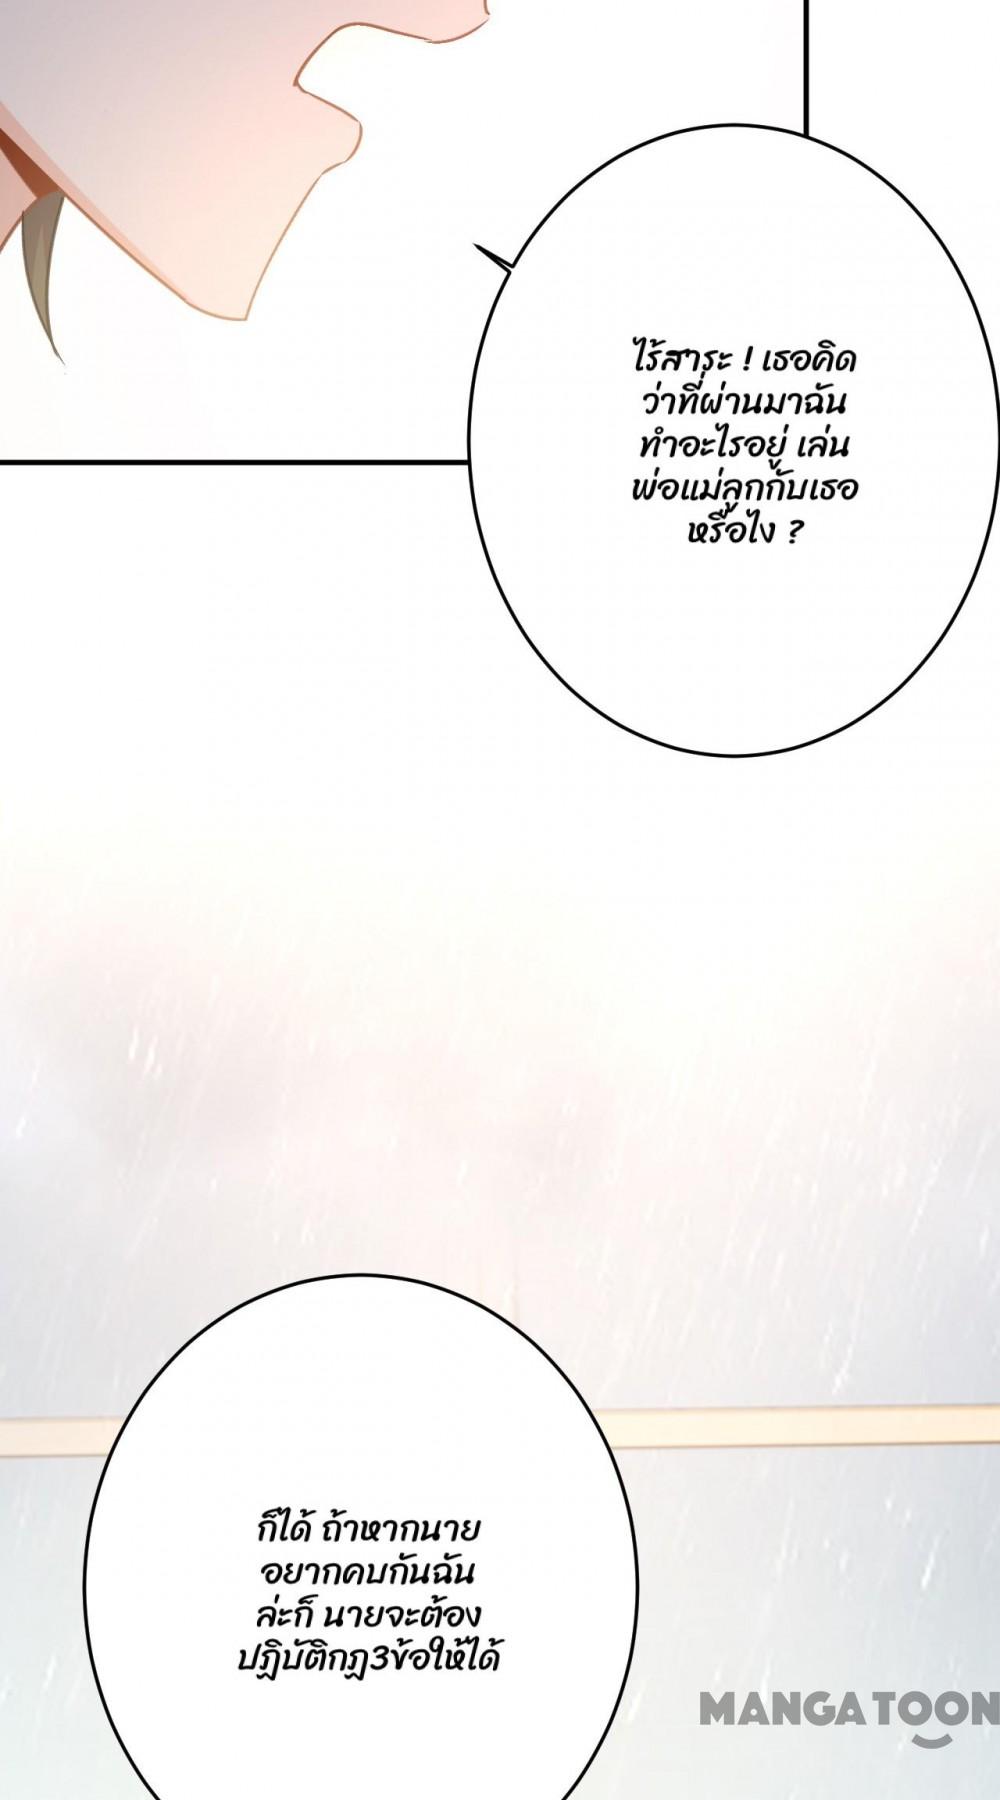 ไร้สาระ ! เธอคิด
ว่าที่ผ่านมาฉัน
ทำอะไรอยู่ เล่น
พ่อแม่ลูกกับเธอ
หรือไง ?
ก็ได้ ถ้าหากนาย
อยากคบกันฉัน
ล่ะก็ นายจะต้อง
ปฏิบัติกฎ3ข้อให้ได้
MANGATOON